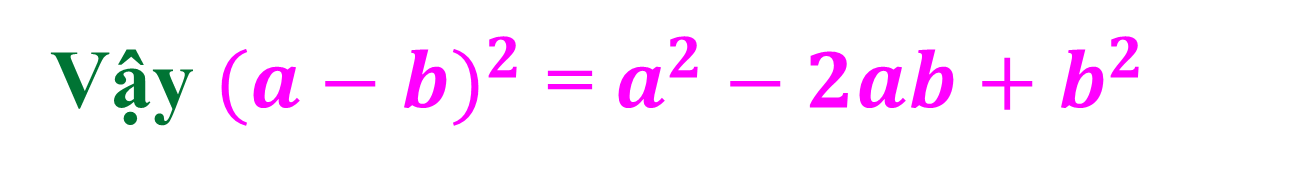 Vậy (a − b)² = a² − 2ab + b²